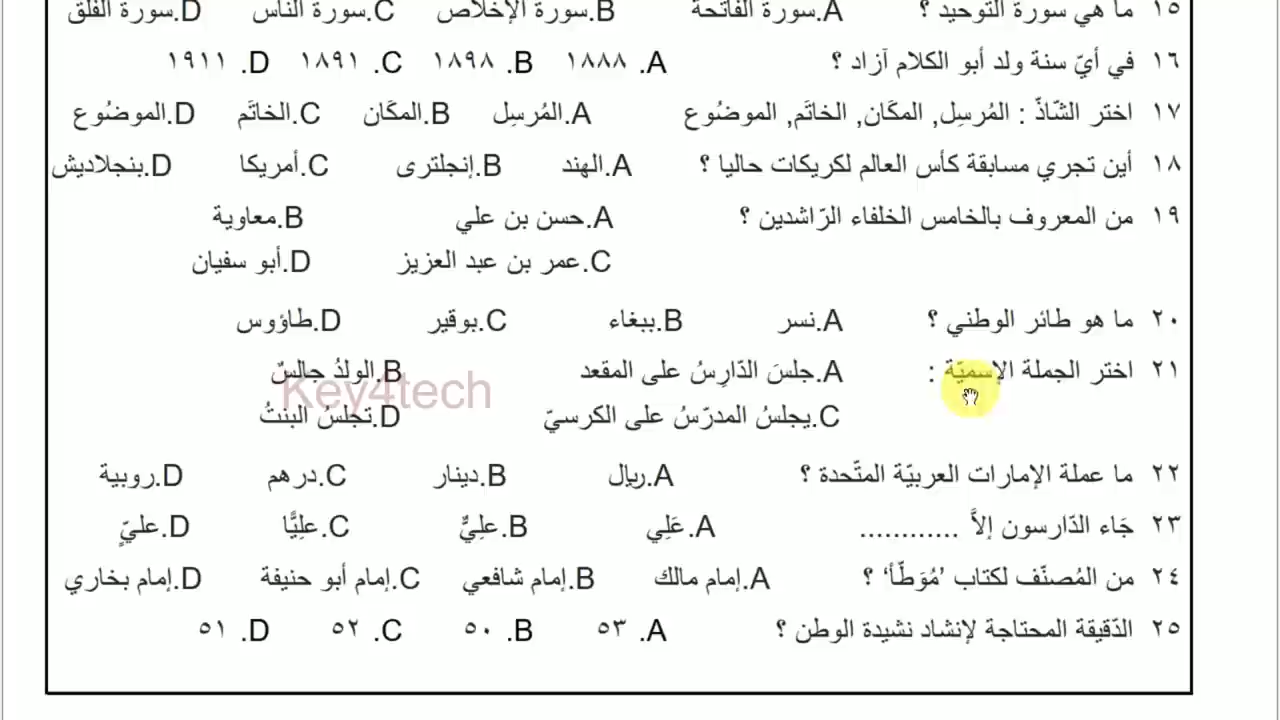 ١٥ ما هي سورة التوحيد ؟ A.سورة الفاتحة B.سورة الإخلاص C.سورة الناس D.سورة الفلق
١٦ في أيّ سنة ولد أبو الكلام آزاد ؟ A. ١٨٨٨ B. ١٨٩٨ C. ١٨٩١ D. ١٩١١
١٧ اختر الشّاذّ : المُرسِل, المكَان, الخاتَم, الموضُوع A.المُرسِل B.المكَان C.الخاتَم D.الموضُوع
١٨ أين تجري مسابقة كأس العالم لكريكات حاليا ؟ A.الهند B.إنجلترى C.أمريكا D.بنجلاديش
١٩ من المعروف بالخامس الخلفاء الرّاشدين ؟ A.حسن بن علي B.معاوية
C.عمر بن عبد العزيز D.أبو سفيان
٢٠ ما هو طائر الوطني ؟ A.نسر B.ببغاء C.بوقير D.طاؤوس
٢١ اختر الجملة الإسميّة : A.جلسَ الدّارِسُ على المقعد B.الولدُ جالسٌ
Key4tech
C.يجلسُ المدرّسُ على الكرسيّ D.تجلسُ البنتُ
٢٢ ما عملة الإمارات العربيّة المتّحدة ؟ A.ريال B.دينار C.درهم D.روبية
٢٣ جَاء الدّارسون إلاَّ ............ A.عَلِي B.علِيٌّ C.علِيًّا D.عليّ
٢٤ من المُصنّف لكتاب ’مُوَطّأ‘ ؟ A.إمام مالك B.إمام شافعي C.إمام أبو حنيفة D.إمام بخاري
٢٥ الدّقيقة المحتاجة لإنشاد نشيدة الوطن ؟ A. ٥٣ B. ٥٠ C. ٥٢ D. ٥١